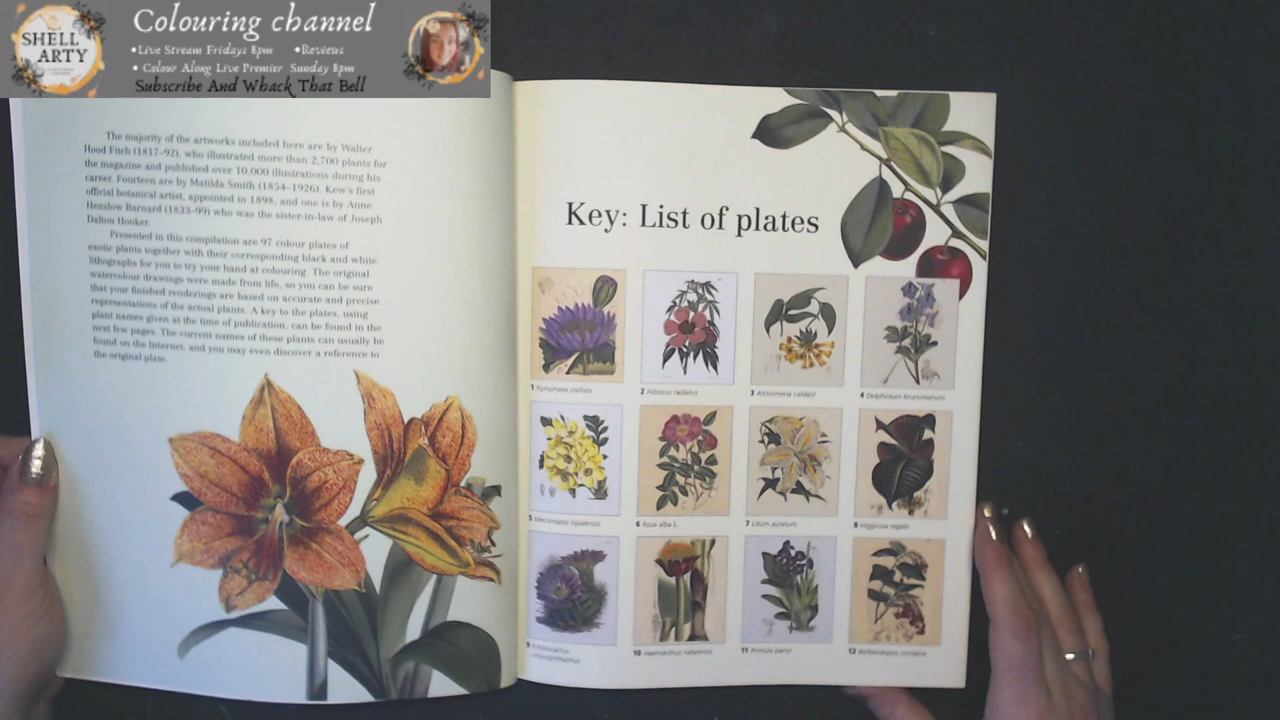 SHELL
ARTY
Colouring channel
•Live Stream Fridays 8pm •Reviews
• Colour Along Live Premier Sunday 8pm
Subscribe And Whack That Bell
The majority of the artworks included here are by Walter
Hood Fitch (1817–92), who illustrated more than 2,700 plants for
the magazine and published over 10,000 illustrations during his
career. Fourteen are by Matilda Smith (1854–1926), Kew's first
official botanical artist, appointed in 1898, and one is by Anne
Henslow Barnard (1833–99) who was the sister-in-law of Joseph
Dalton Hooker.
Presented in this compilation are 97 colour plates of
exotic plants together with their corresponding black and white
lithographs for you to try your hand at colouring. The original
watercolour drawings were made from life, so you can be sure
that your finished renderings are based on accurate and precise
representations of the actual plants. A key to the plates, using
plant names given at the time of publication, can be found in the
next few pages. The current names of these plants can usually be
found on the Internet, and you may even discover a reference to
the original plate.
Key: List of plates
1 Nymphaea stellata
2 Hibiscus radiatus
3 Alstromeria caldasii
4 Delphinium brunonianum
5 Meconopsis nipalensis
6 Rosa alba L.
7 Lilium auratum
8 Higginsia regalis
9 Echinocactus
10 Haemanthus natalensis
11 Primula parryi
12 Berberidopsis corallina